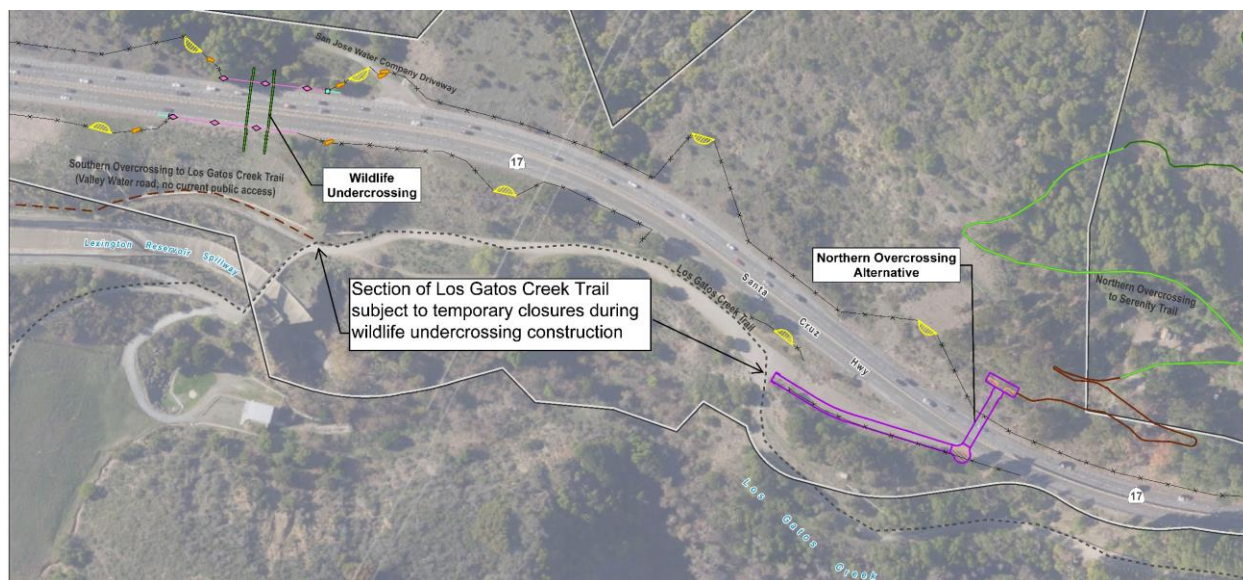 San Jose Water Company Driveway
Southern Overcrossing to Los Gatos Creek Trail
(Valley Water road; no current public access)
Wildlife
Undercrossing
17
Lexington Reservoir Spillway
Section of Los Gatos Creek Trail
subject to temporary closures during
wildlife undercrossing construction
Los Gatos Creek Trail
Santa Cruz Hwy
Northern Overcrossing
Alternative
Northern Overcrossing
to Serenity Trail
17
Los Gatos Creek